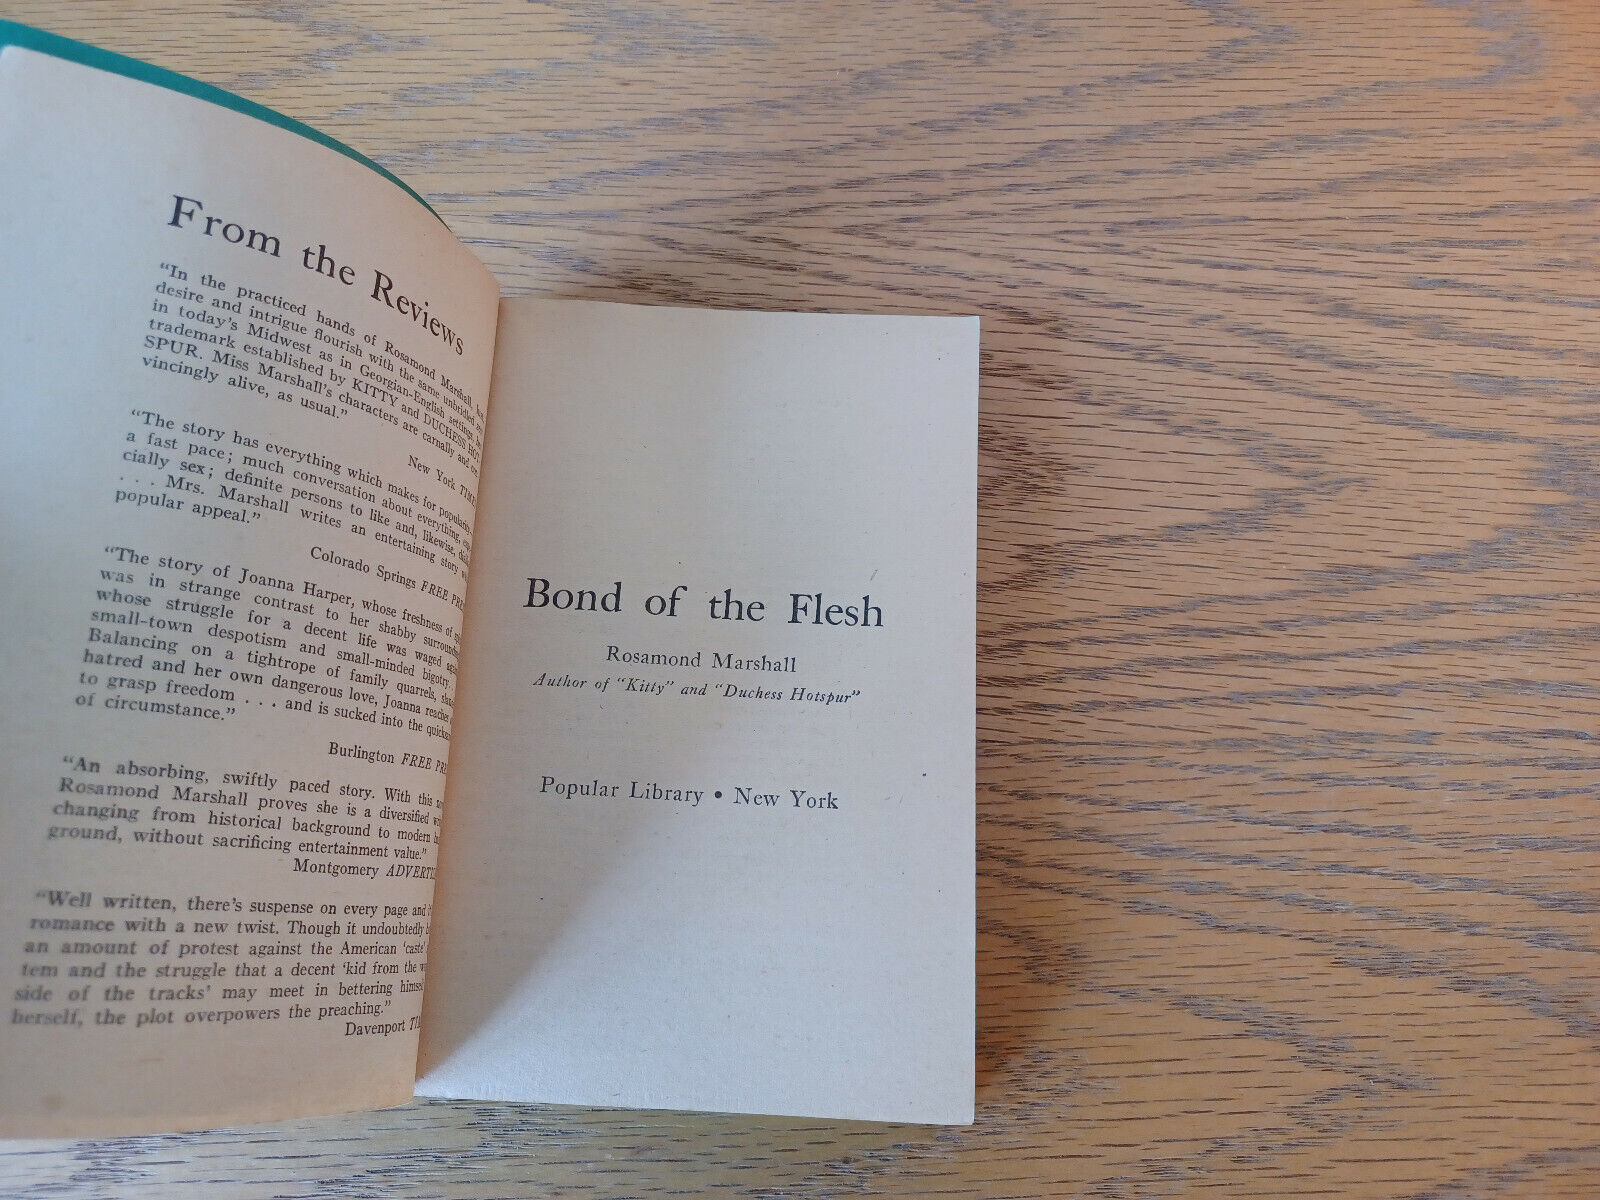 From the Reviews
“In the practiced hands of Rosamond Marshall,
desire and intrigue flourish with the same unbridled
in today's Midwest as in Georgian-English settings,
trademark established by KITTY and DUCHESS HOT
SPUR. Miss Marshall's characters are carnally and
vincingly alive, as usual.”
New York TIMES
“The story has everything which makes for popularity—
a fast pace; much conversation about everything,
cially sex; definite persons to like and, likewise,
. . . Mrs. Marshall writes an entertaining story
popular appeal.”
Colorado Springs FREE PRE
“The story of Joanna Harper, whose freshness of
was in strange contrast to her shabby
whose struggle for a decent life was waged
small-town despotism and small-minded bigotry.
Balancing on a tightrope of family quarrels,
hatred and her own dangerous love, Joanna reaches
to grasp freedom . . . and is sucked into the
of circumstance.”
Burlington FREE PRE
“An absorbing, swiftly paced story. With this
Rosamond Marshall proves she is a diversified
changing from historical background to modern
ground, without sacrificing entertainment value.”
Montgomery ADVERTI
“Well written, there's suspense on every page and
romance with a new twist. Though it undoubtedly
an amount of protest against the American ‘caste’
tem and the struggle that a decent ‘kid from the
side of the tracks’ may meet in bettering
herself, the plot overpowers the preaching.”
Davenport
Bond of the Flesh
Rosamond Marshall
Author of “Kitty” and “Duchess Hotspur”
Popular Library • New York